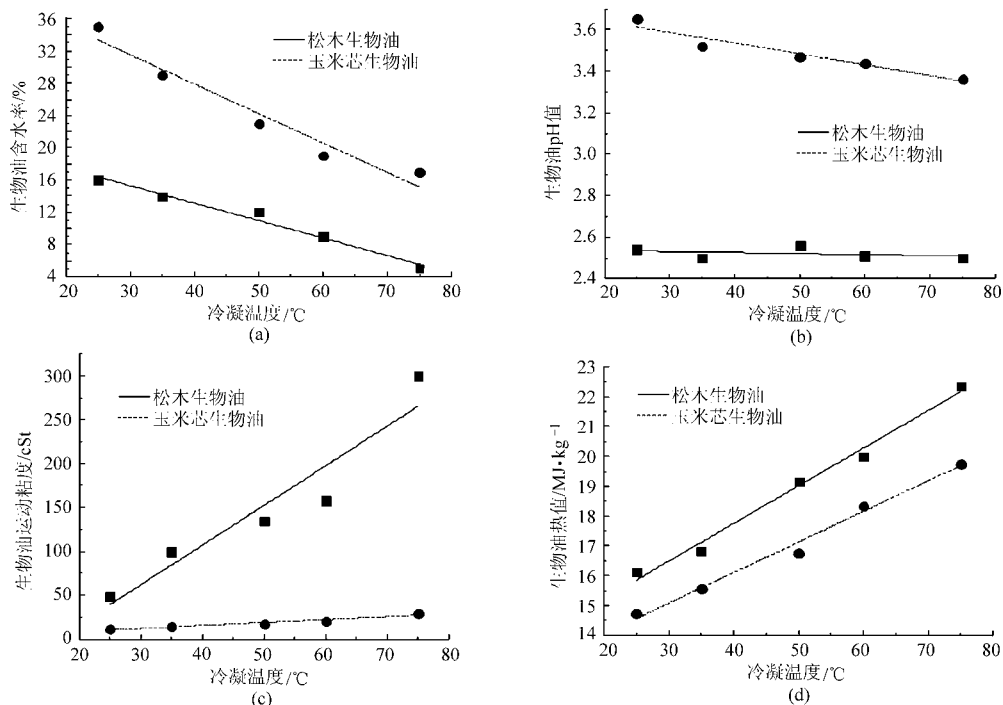 36
32
28
24
20
16
12
8
4
20 30 40 50 60 70 80
生物油含水率/%
松木生物油
玉米芯生物油
冷凝温度/℃
(a)
3.6
3.4
3.2
3.0
2.8
2.6
2.4
20 30 40 50 60 70 80
生物油pH值
松木生物油
玉米芯生物油
冷凝温度/℃
(b)
300
250
200
150
100
50
0
20 30 40 50 60 70 80
生物油运动粘度/cSt
松木生物油
玉米芯生物油
冷凝温度/℃
(c)
23
22
21
20
19
18
17
16
15
14
20 30 40 50 60 70 80
生物油热值/MJ·kg⁻¹
松木生物油
玉米芯生物油
冷凝温度/℃
(d)